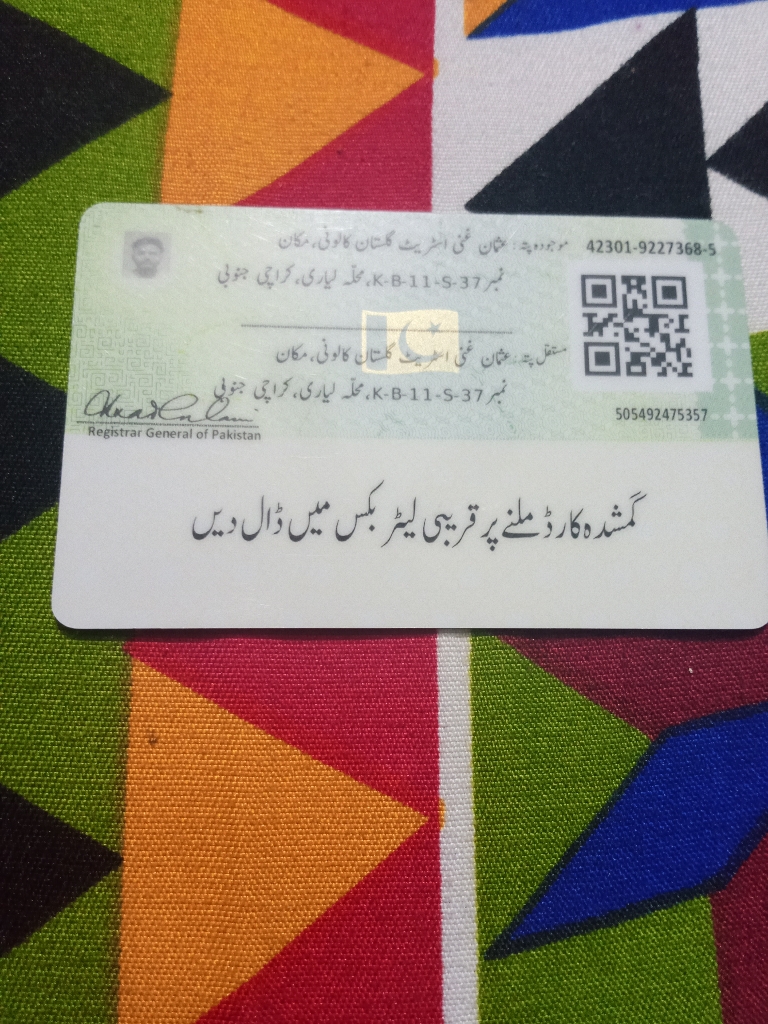 موجودہ پتہ: عثمان غنی اسٹریٹ گلستان کالونی، مکان
42301-9227368-5
نمبر K-B-11-S-37، محلہ لیاری، کراچی جنوبی
مستقل پتہ: عثمان غنی اسٹریٹ گلستان کالونی، مکان
نمبر K-B-11-S-37، محلہ لیاری، کراچی جنوبی
505492475357
Registrar General of Pakistan
گمشدہ کارڈ ملنے پر قریبی لیٹر بکس میں ڈال دیں